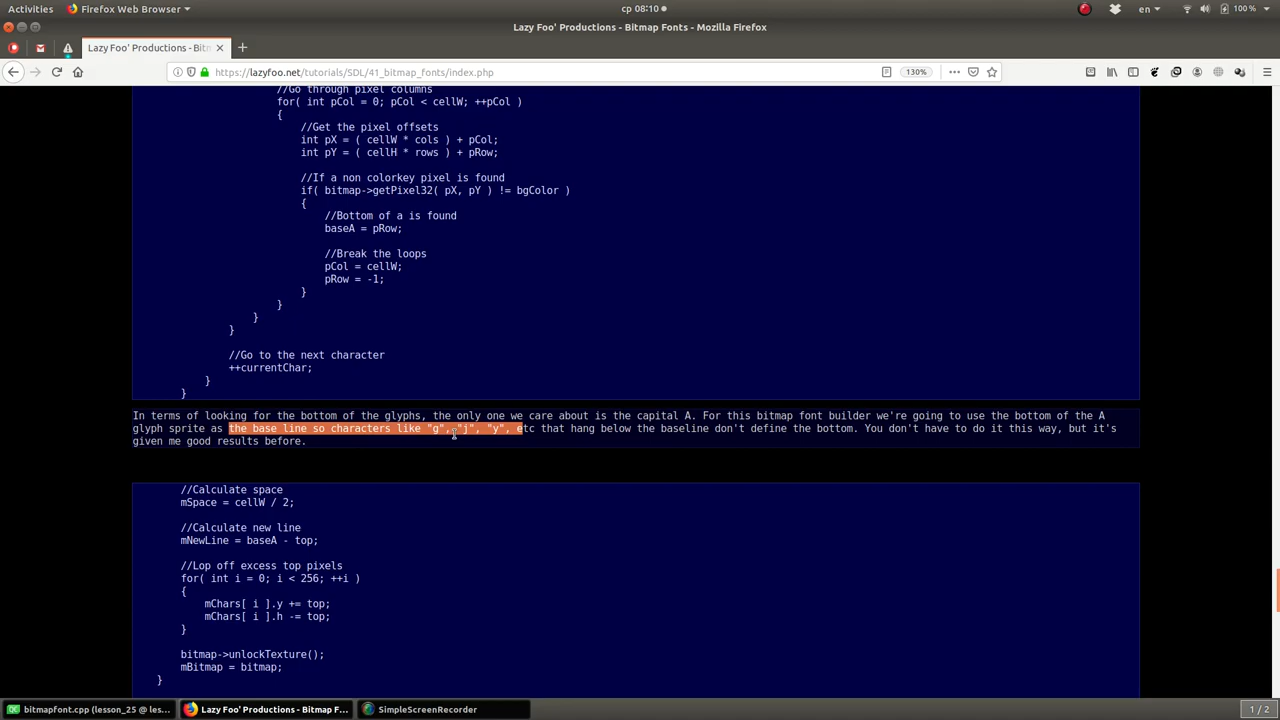 Activities Firefox Web Browser ср 08:10 en 100 %
Lazy Foo' Productions - Bitmap Fonts - Mozilla Firefox
Lazy Foo' Productions - Bitm
https://lazyfoo.net/tutorials/SDL/41_bitmap_fonts/index.php 130%
//Go through pixel columns
for( int pCol = 0; pCol < cellW; ++pCol )
{
//Get the pixel offsets
int pX = ( cellW * cols ) + pCol;
int pY = ( cellH * rows ) + pRow;
//If a non colorkey pixel is found
if( bitmap->getPixel32( pX, pY ) != bgColor )
{
//Bottom of a is found
baseA = pRow;
//Break the loops
pCol = cellW;
pRow = -1;
}
}
}
}
//Go to the next character
++currentChar;
}
}
In terms of looking for the bottom of the glyphs, the only one we care about is the capital A. For this bitmap font builder we're going to use the bottom of the A
glyph sprite as the base line so characters like "g", "j", "y", etc that hang below the baseline don't define the bottom. You don't have to do it this way, but it's
given me good results before.
//Calculate space
mSpace = cellW / 2;
//Calculate new line
mNewLine = baseA - top;
//Lop off excess top pixels
for( int i = 0; i < 256; ++i )
{
mChars[ i ].y += top;
mChars[ i ].h -= top;
}
bitmap->unlockTexture();
mBitmap = bitmap;
}
bitmapfont.cpp (lesson_25 @ les... Lazy Foo' Productions - Bitmap F... SimpleScreenRecorder 1 / 2